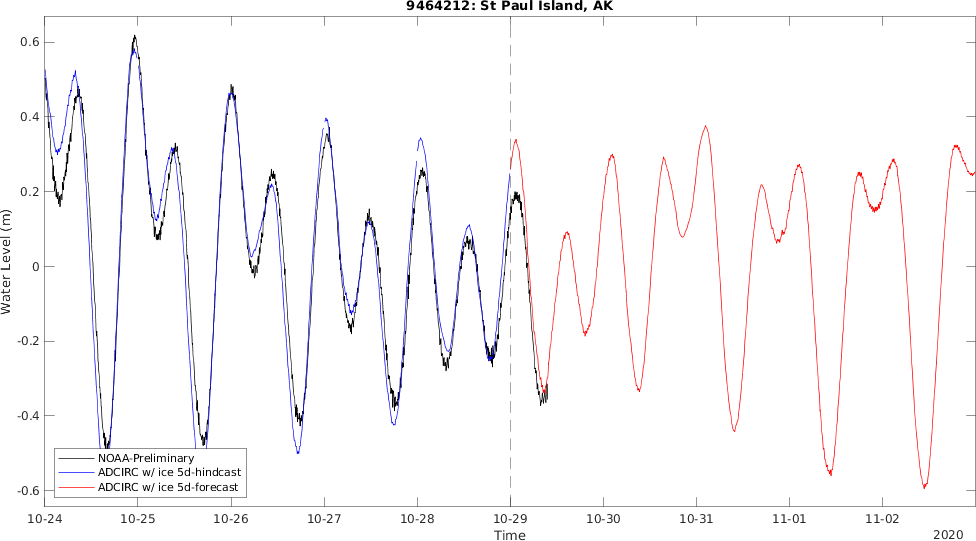 9464212: St Paul Island, AK
Water Level (m)
0.6
0.4
0.2
0
-0.2
-0.4
-0.6
NOAA-Preliminary
ADCIRC w/ ice 5d-hindcast
ADCIRC w/ ice 5d-forecast
10-24 10-25 10-26 10-27 10-28 10-29 10-30 10-31 11-01 11-02
Time
2020